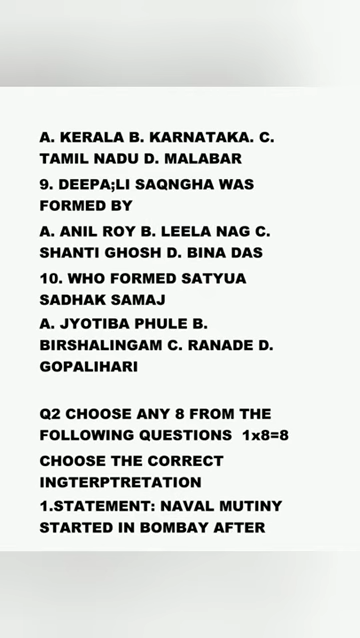 A. KERALA B. KARNATAKA. C.
TAMIL NADU D. MALABAR
9. DEEPA;LI SAQNGHA WAS
FORMED BY
A. ANIL ROY B. LEELA NAG C.
SHANTI GHOSH D. BINA DAS
10. WHO FORMED SATYUA
SADHAK SAMAJ
A. JYOTIBA PHULE B.
BIRSHALINGAM C. RANADE D.
GOPALIHARI
Q2 CHOOSE ANY 8 FROM THE
FOLLOWING QUESTIONS 1x8=8
CHOOSE THE CORRECT
INGTERPTRETATION
1.STATEMENT: NAVAL MUTINY
STARTED IN BOMBAY AFTER